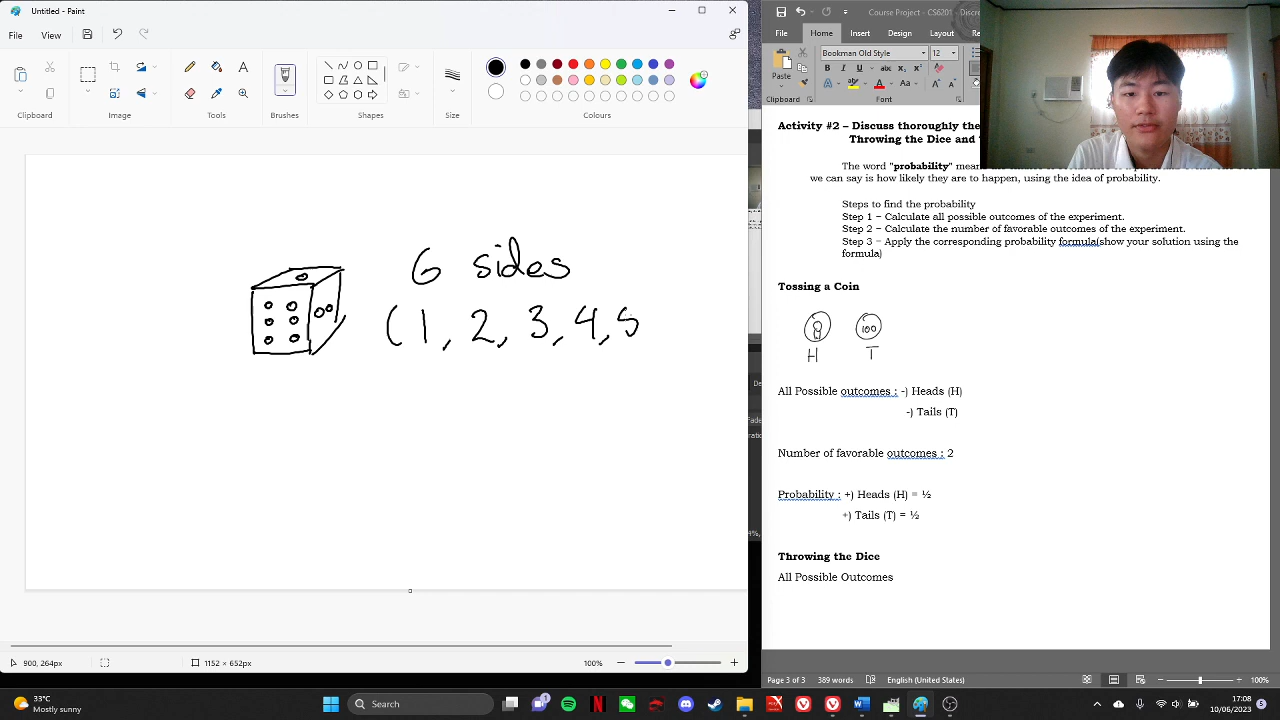 Untitled - Paint
File View
Clipboard
Image
Tools
Brushes
Shapes
Size
Colours
6 sides
(1, 2, 3, 4, 5
900, 264px
1152 × 652px
100%
Course Project - CS6201
File Home Insert Design Layout
Bookman Old Style 12
Paste
B I U
Clipboard
Font
Activity #2 – Discuss thoroughly the
Throwing the Dice and
The word "probability" mean
we can say is how likely they are to happen, using the idea of probability.
Steps to find the probability
Step 1 – Calculate all possible outcomes of the experiment.
Step 2 – Calculate the number of favorable outcomes of the experiment.
Step 3 – Apply the corresponding probability formula(show your solution using the
formula)
Tossing a Coin
100
H T
All Possible outcomes : -) Heads (H)
-) Tails (T)
Number of favorable outcomes : 2
Probability : +) Heads (H) = ½
+) Tails (T) = ½
Throwing the Dice
All Possible Outcomes
Page 3 of 3 389 words English (United States) 100%
33°C
Mostly sunny
Search
ENG
17:08
10/06/2023